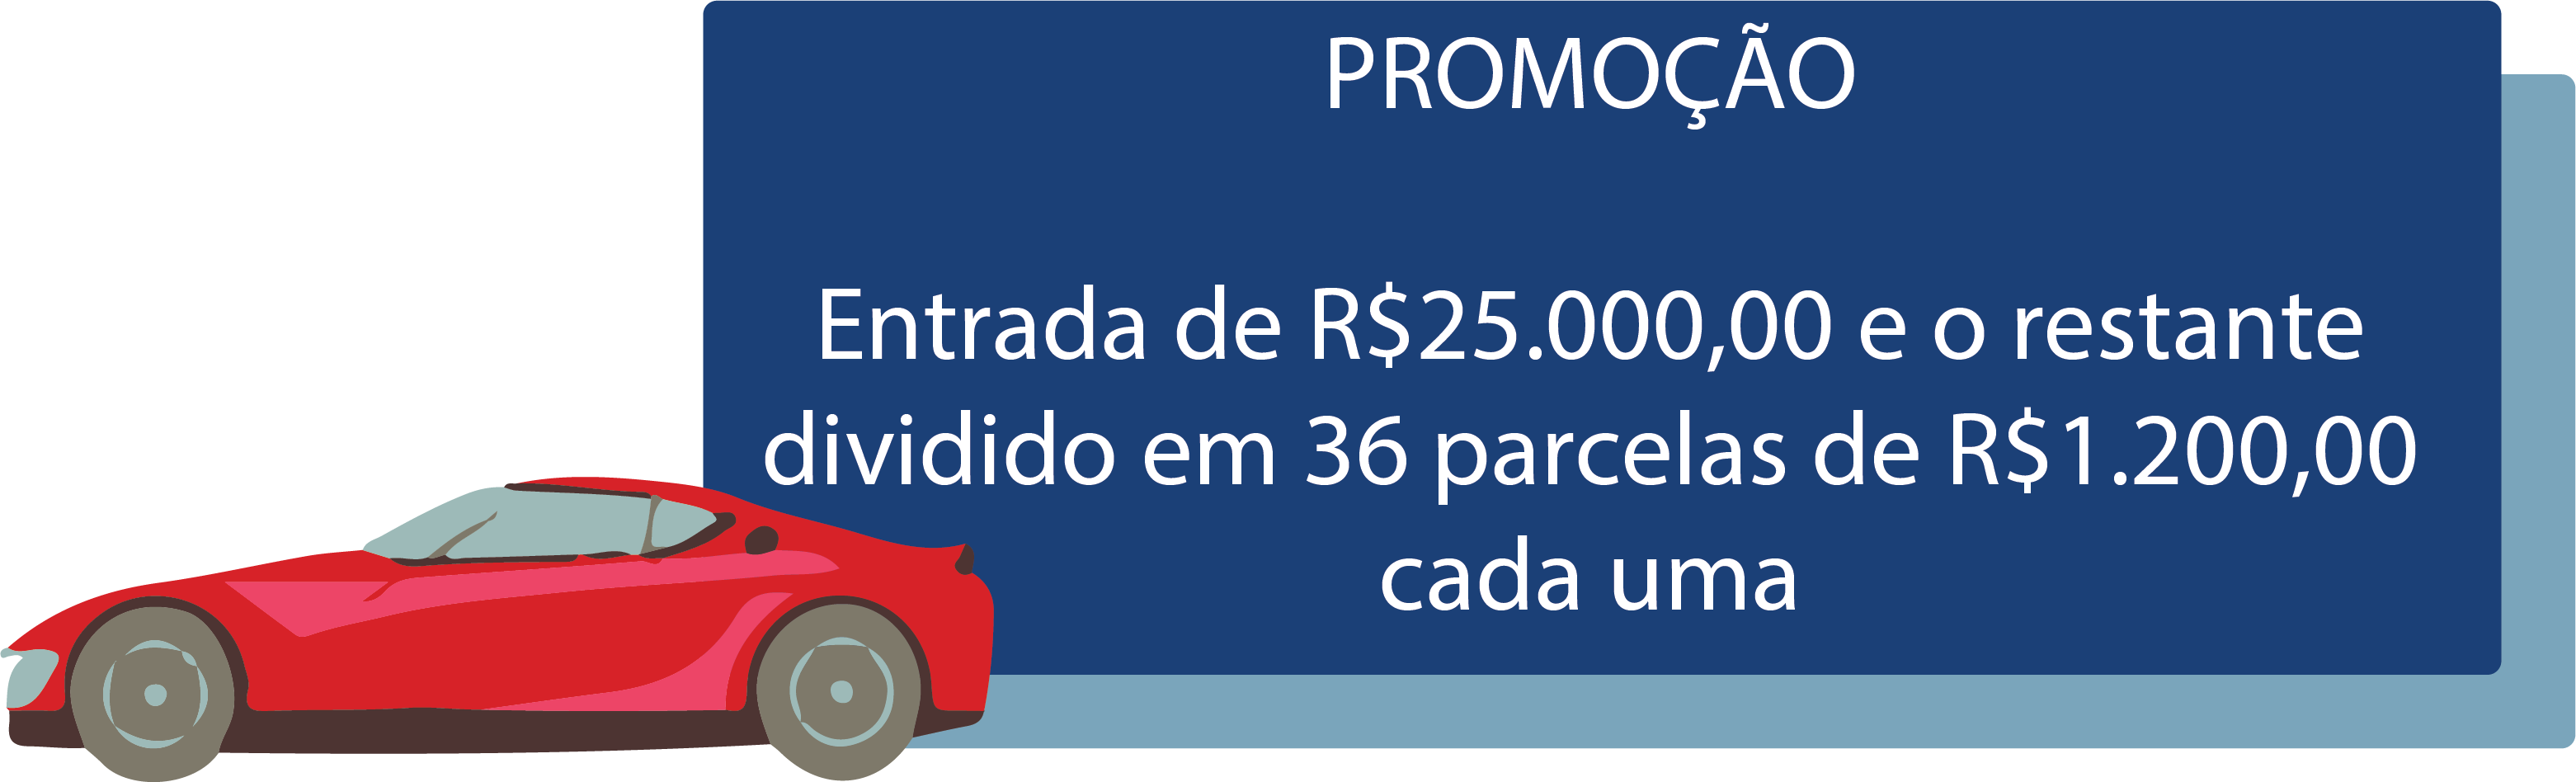 PROMOÇÃO
Entrada de R$25.000,00 e o restante
dividido em 36 parcelas de R$1.200,00
cada uma